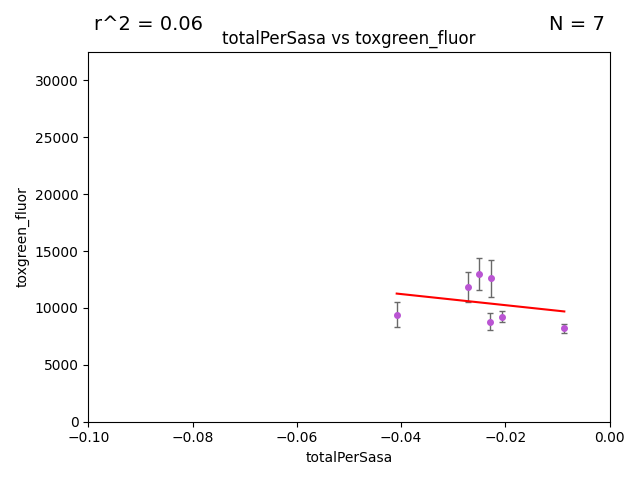 r^2 = 0.06
N = 7
totalPerSasa vs toxgreen_fluor
30000
25000
20000
15000
10000
5000
0
toxgreen_fluor
−0.10
−0.08
−0.06
−0.04
−0.02
0.00
totalPerSasa